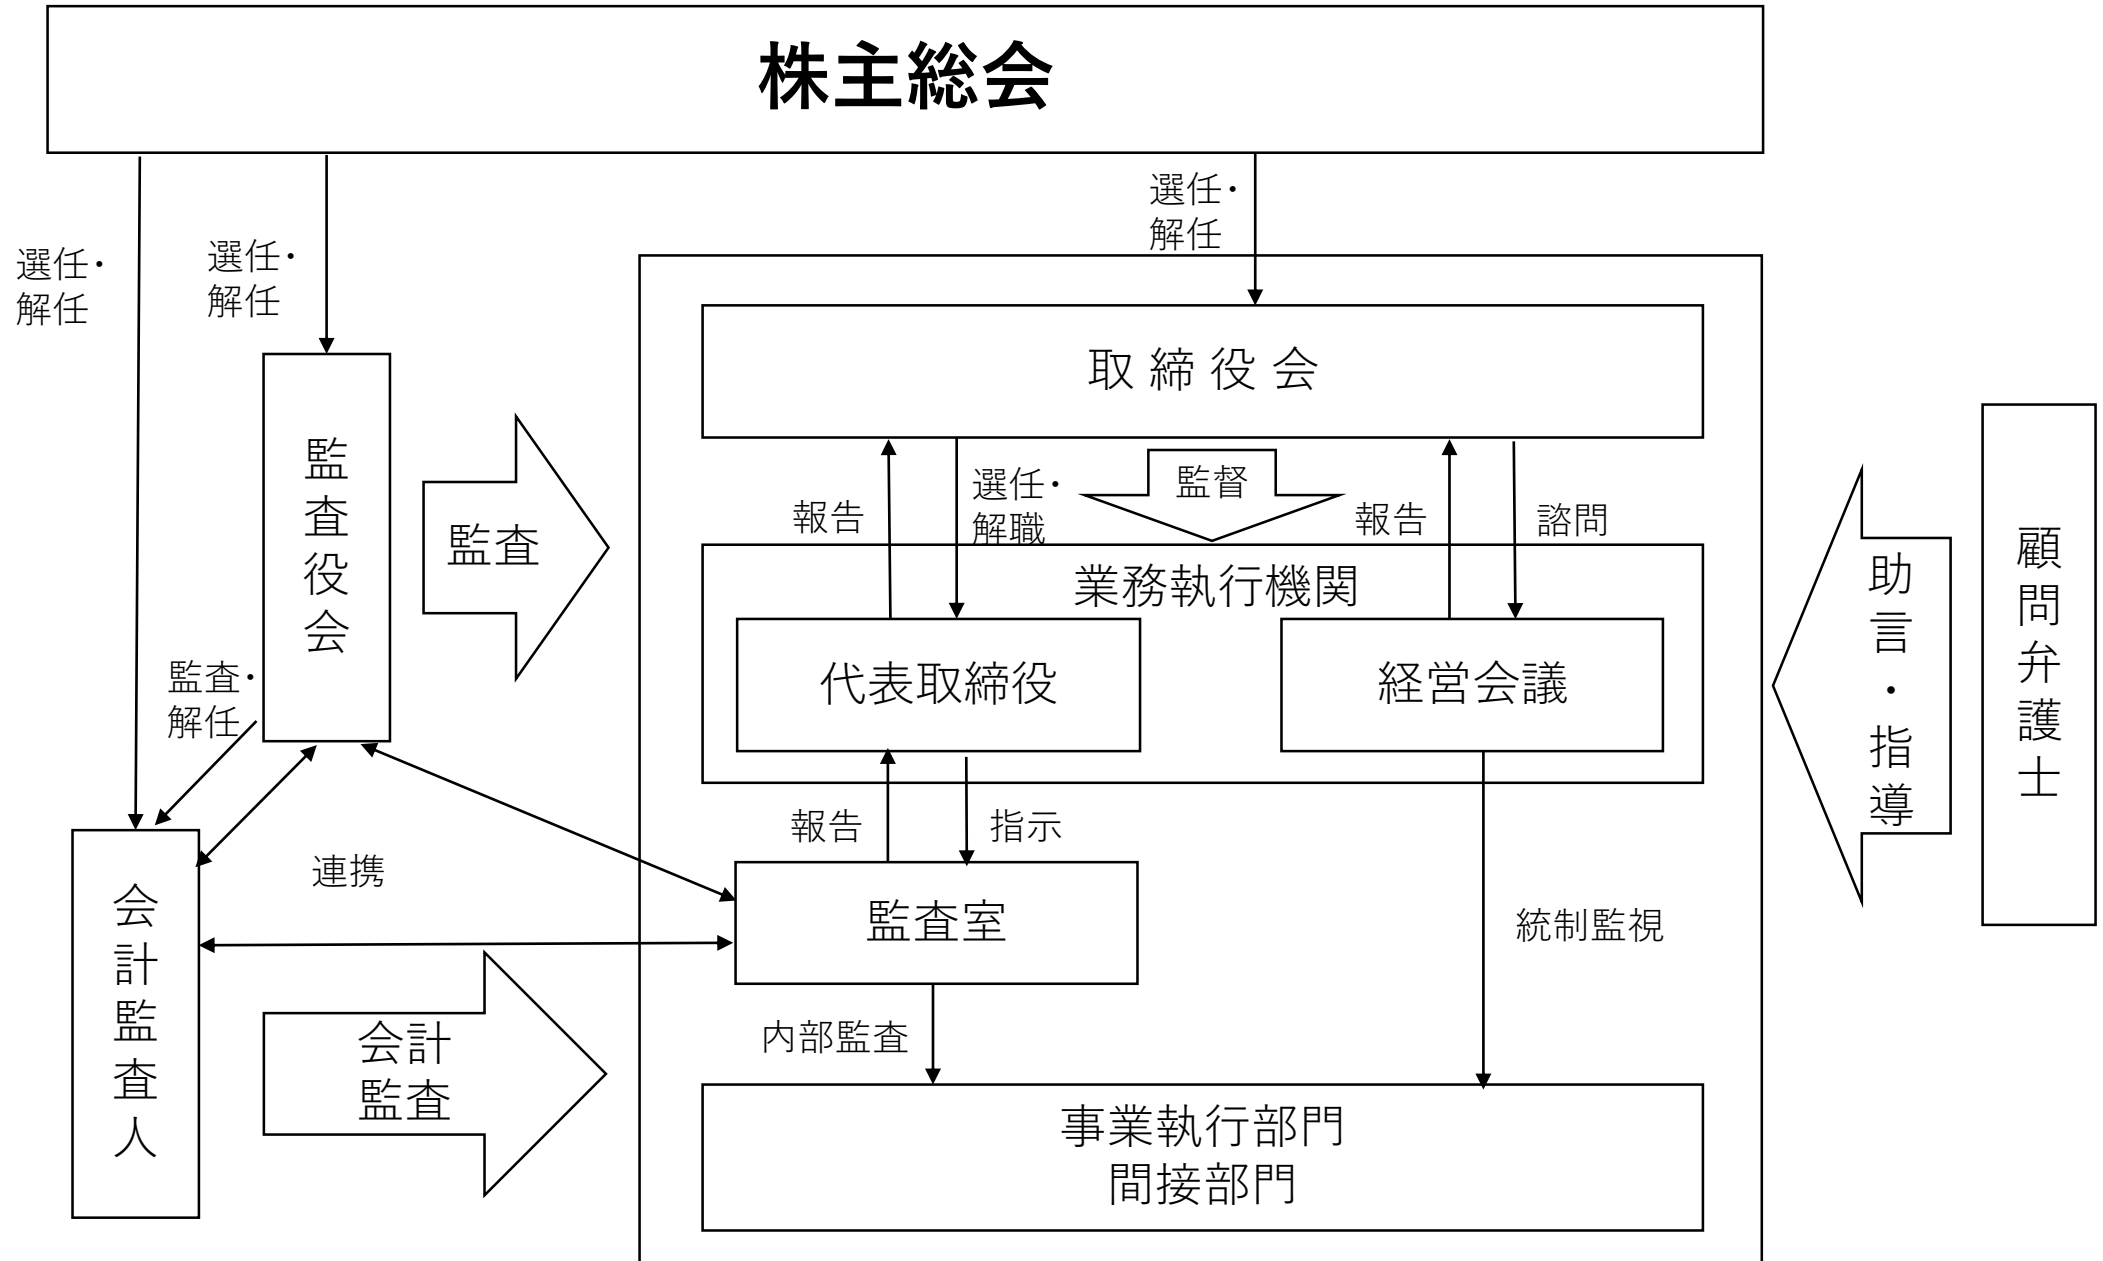 株主総会
選任・
解任
選任・
解任
選任・
解任
取締役会
監査役会
監査
報告
選任・
解職
監督
報告
諮問
業務執行機関
代表取締役
経営会議
助言・指導
顧問弁護士
監査・
解任
連携
報告
指示
監査室
統制監視
会計監査人
会計
監査
内部監査
事業執行部門
間接部門